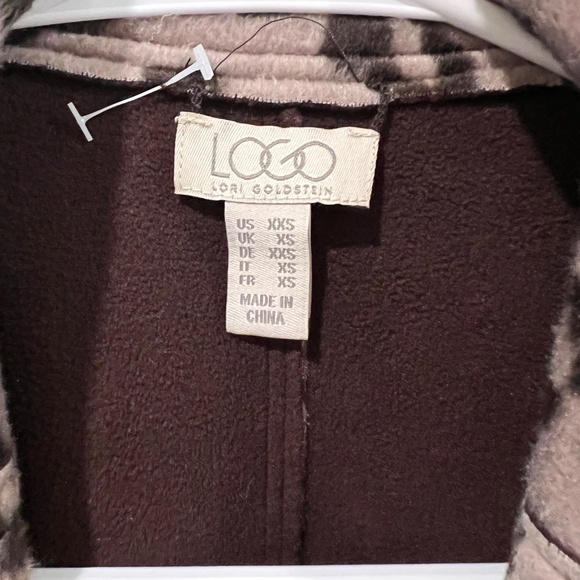 LOGO
LORI GOLDSTEIN
US XXS
UK XS
DE XXS
IT XS
FR XS
MADE IN
CHINA